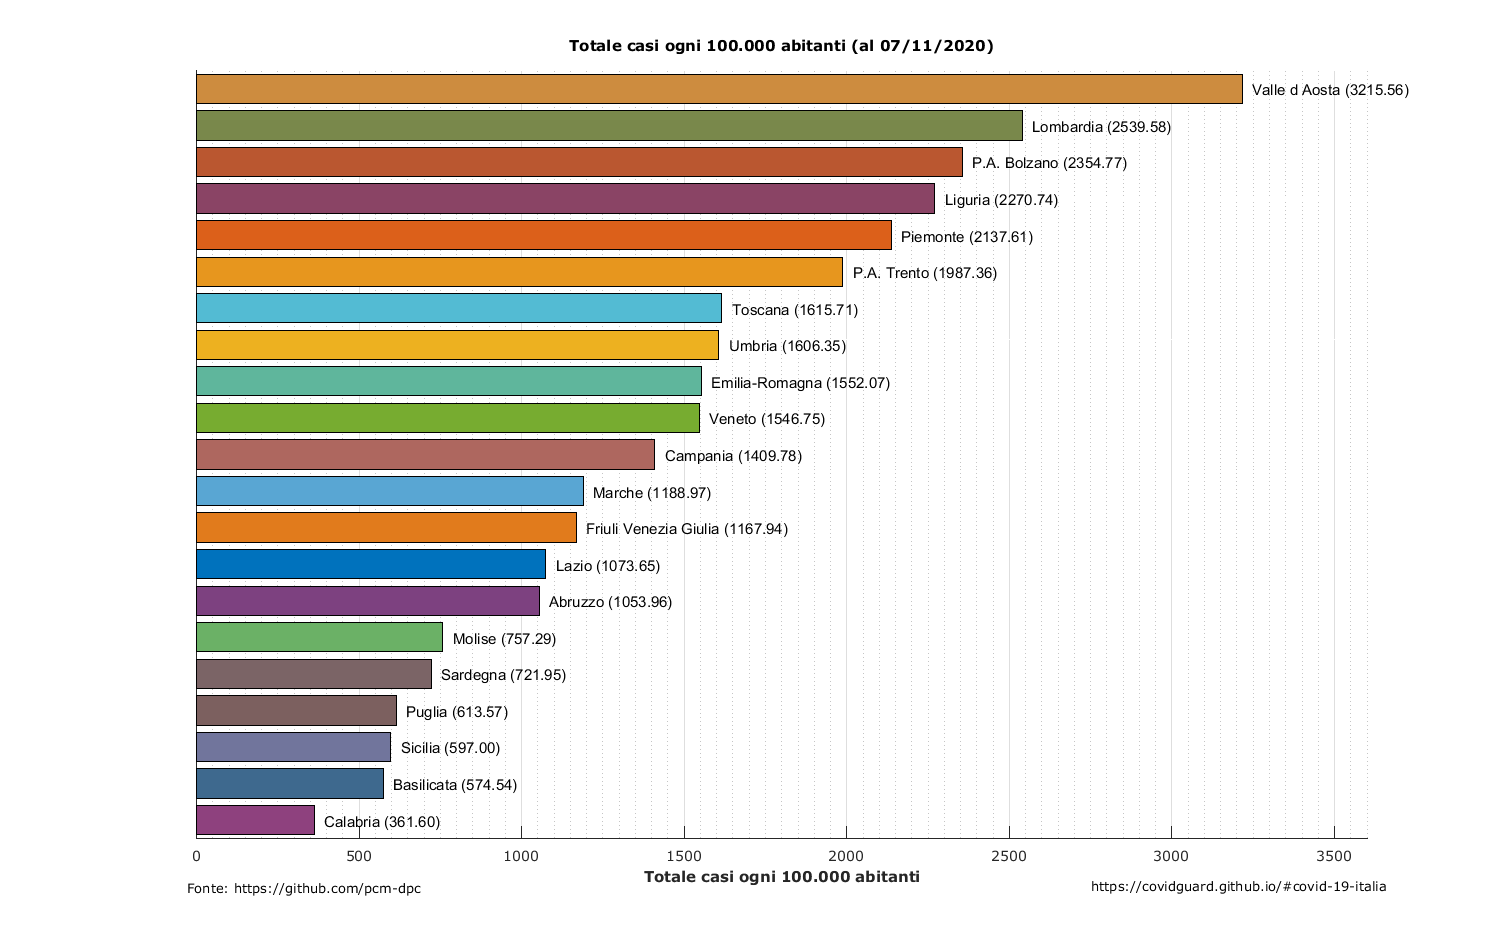 Totale casi ogni 100.000 abitanti (al 07/11/2020)
Valle d Aosta (3215.56)
Lombardia (2539.58)
P.A. Bolzano (2354.77)
Liguria (2270.74)
Piemonte (2137.61)
P.A. Trento (1987.36)
Toscana (1615.71)
Umbria (1606.35)
Emilia-Romagna (1552.07)
Veneto (1546.75)
Campania (1409.78)
Marche (1188.97)
Friuli Venezia Giulia (1167.94)
Lazio (1073.65)
Abruzzo (1053.96)
Molise (757.29)
Sardegna (721.95)
Puglia (613.57)
Sicilia (597.00)
Basilicata (574.54)
Calabria (361.60)
0 500 1000 1500 2000 2500 3000 3500
Totale casi ogni 100.000 abitanti
Fonte: https://github.com/pcm-dpc
https://covidguard.github.io/#covid-19-italia